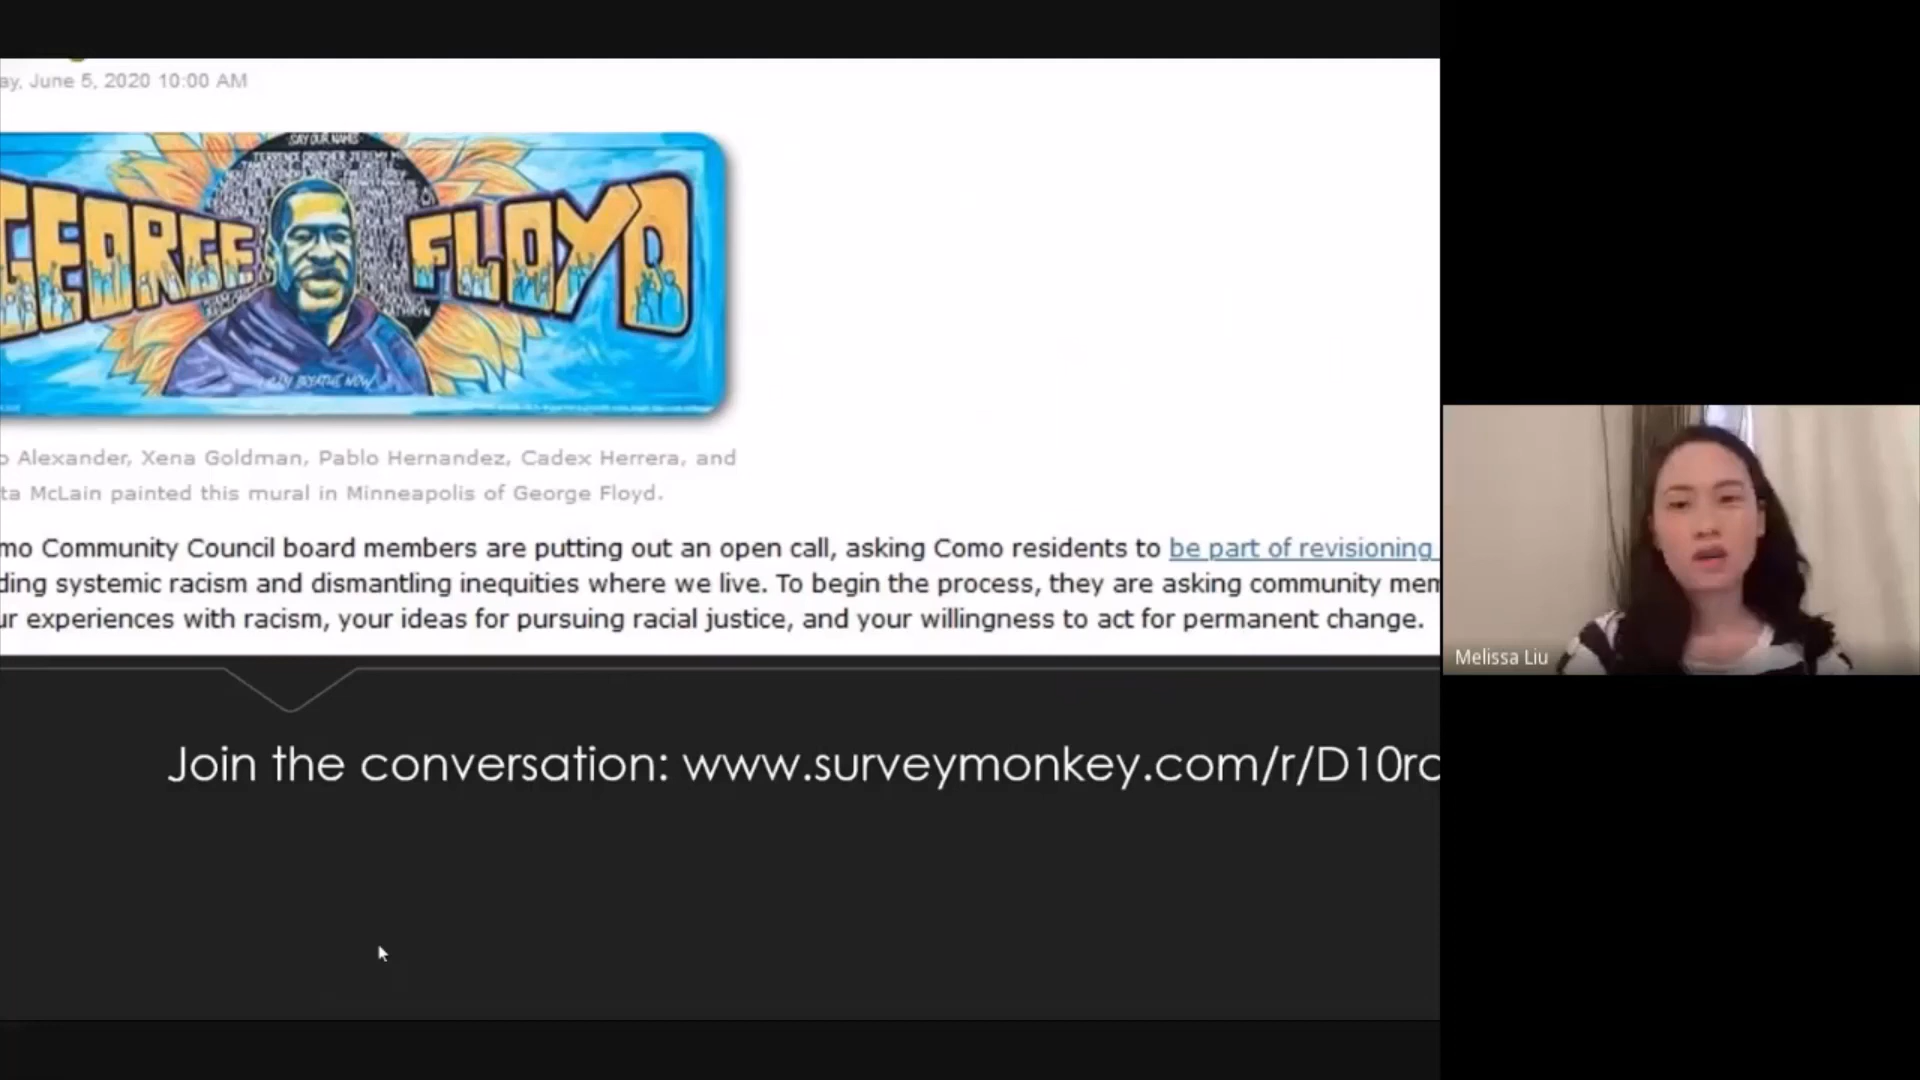 ay, June 5, 2020 10:00 AM
SAY OUR NAMES
GEORGE FLOYD
I CAN BREATHE NOW
o Alexander, Xena Goldman, Pablo Hernandez, Cadex Herrera, and
ta McLain painted this mural in Minneapolis of George Floyd.
mo Community Council board members are putting out an open call, asking Como residents to be part of revisioning
ding systemic racism and dismantling inequities where we live. To begin the process, they are asking community mem
ur experiences with racism, your ideas for pursuing racial justice, and your willingness to act for permanent change.
Melissa Liu
Join the conversation: www.surveymonkey.com/r/D10rc